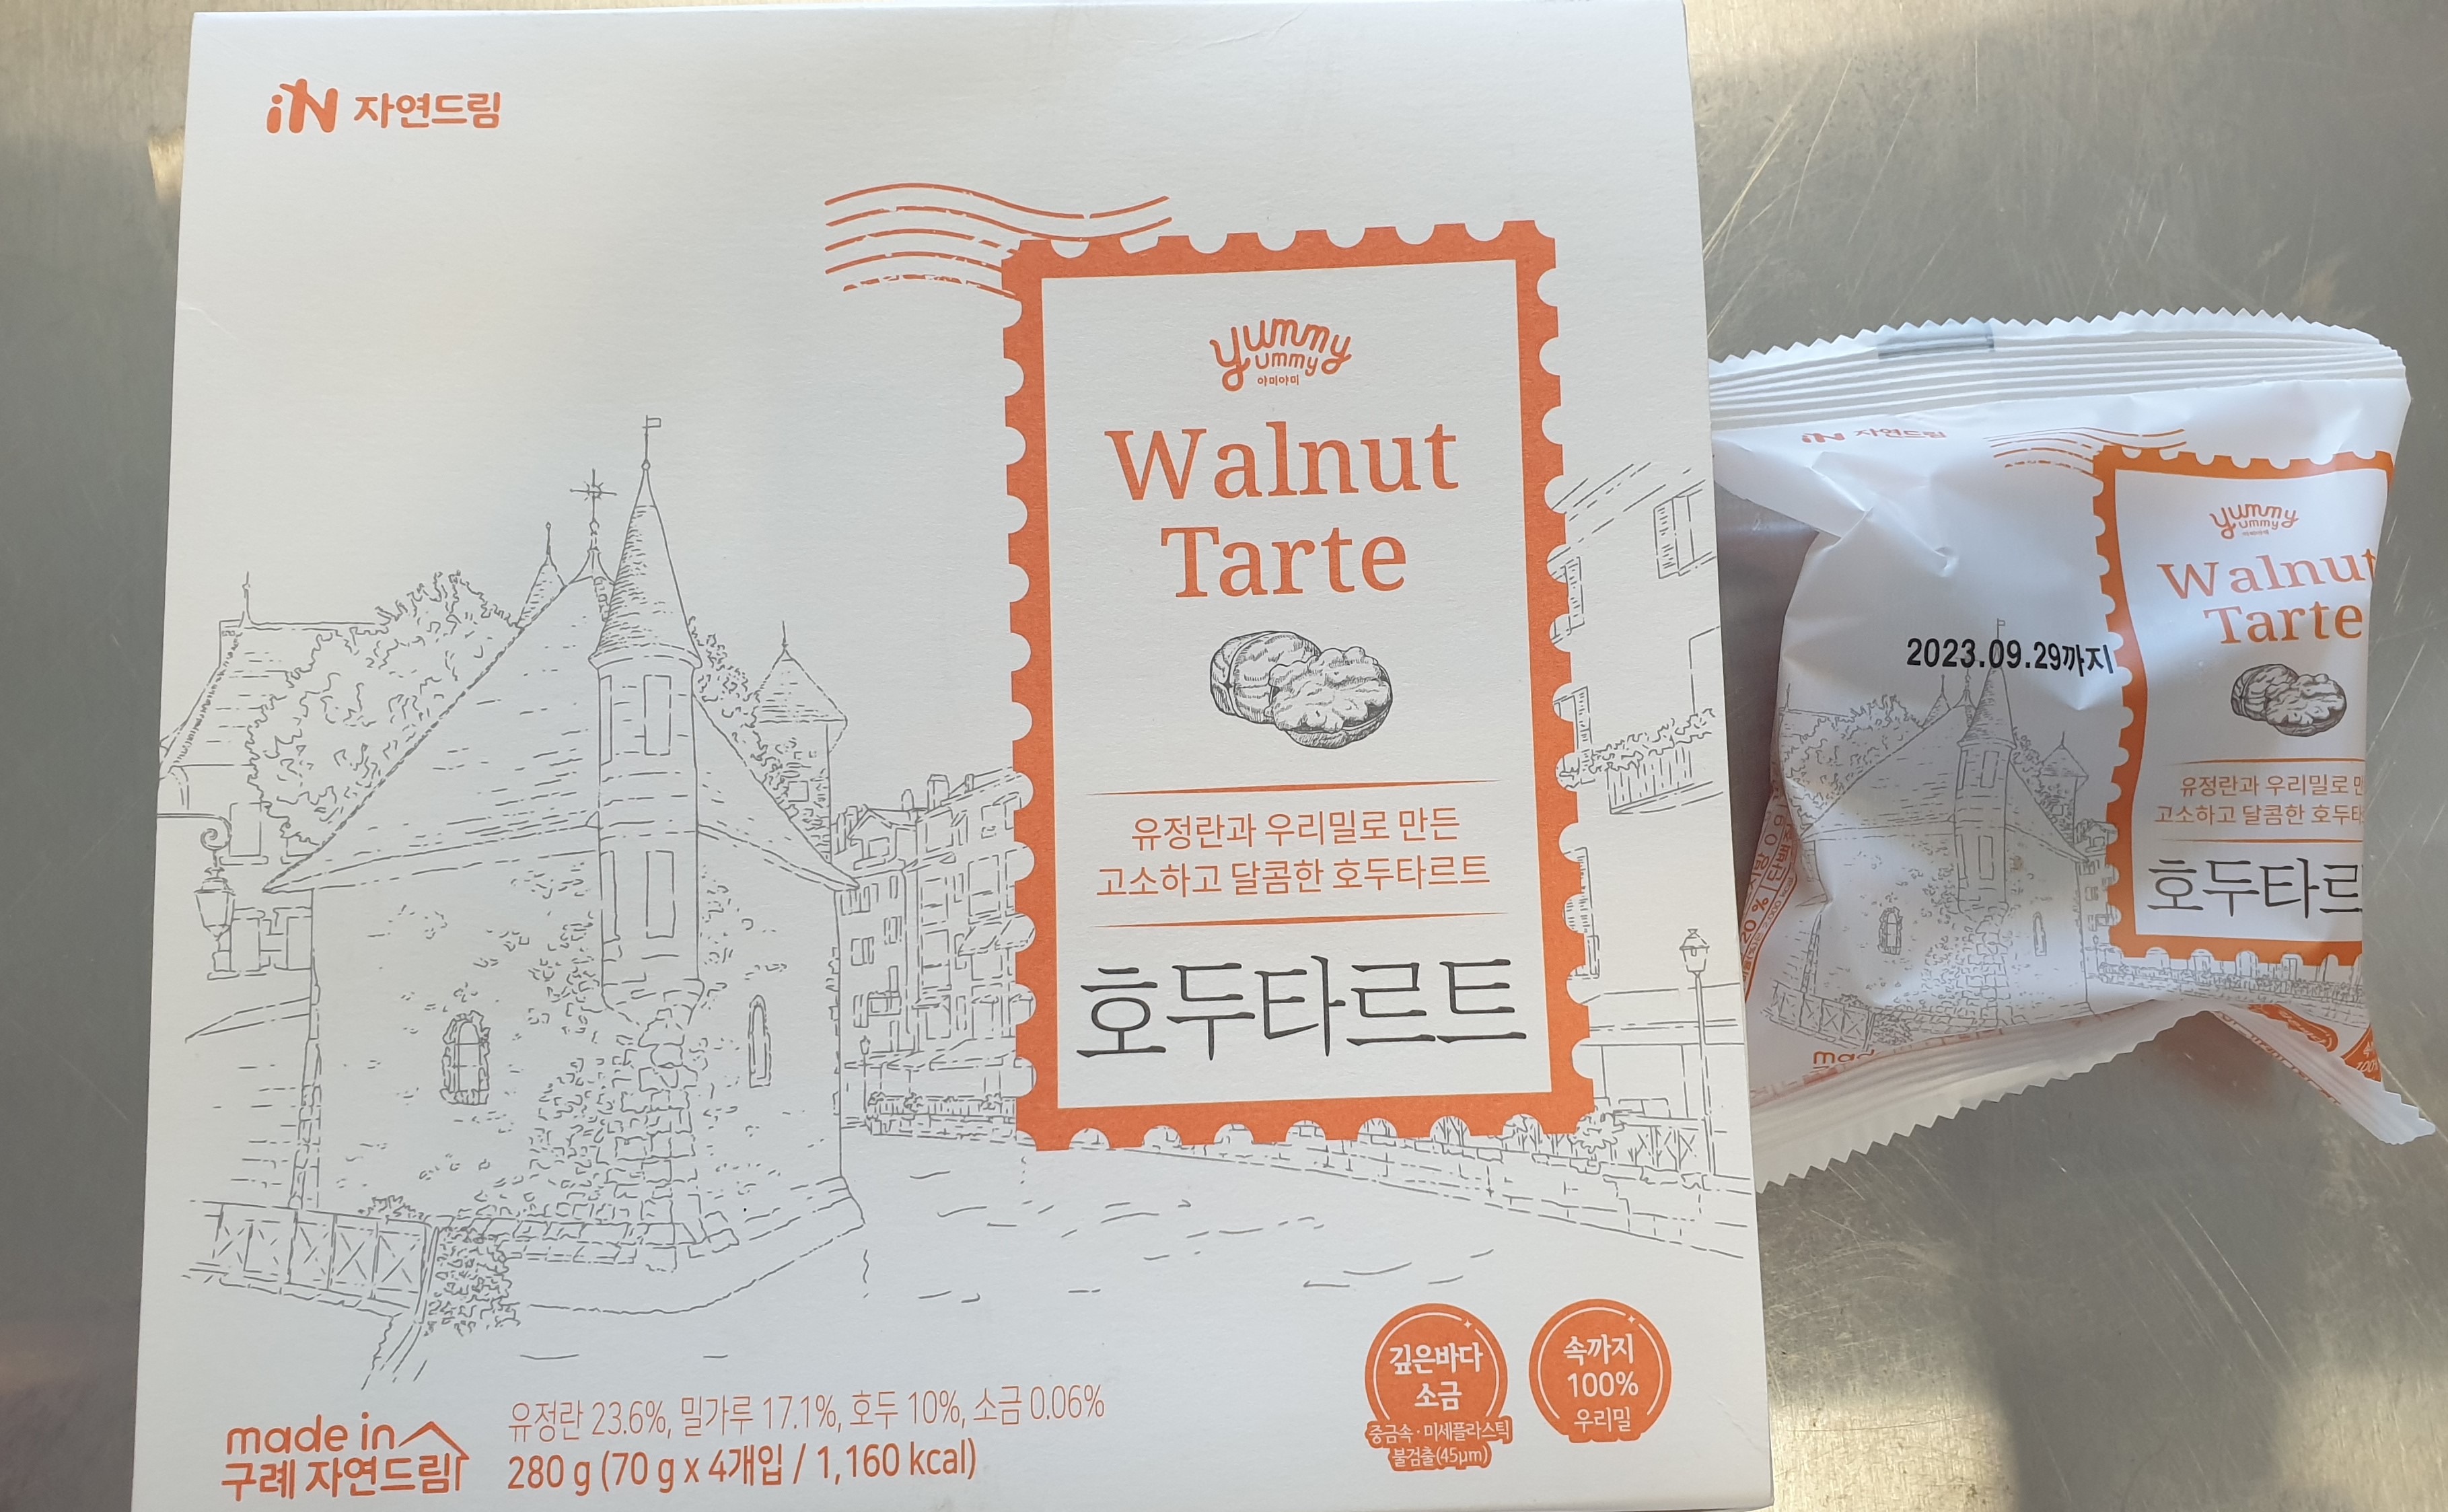 iN 자연드림
yummy
yummy
야미야미
Walnut
Tarte
유정란과 우리밀로 만든
고소하고 달콤한 호두타르트
호두타르트
깊은바다
소금
중금속·미세플라스틱
불검출(45μm)
속까지
100%
우리밀
made in
구례 자연드림
유정란 23.6%, 밀가루 17.1%, 호두 10%, 소금 0.06%
280 g (70 g x 4개입 / 1,160 kcal)
iN 자연드림
yummy
yummy
야미야미
Walnut
Tarte
2023.09.29까지
유정란과 우리밀로
고소하고 달콤한
호두타르